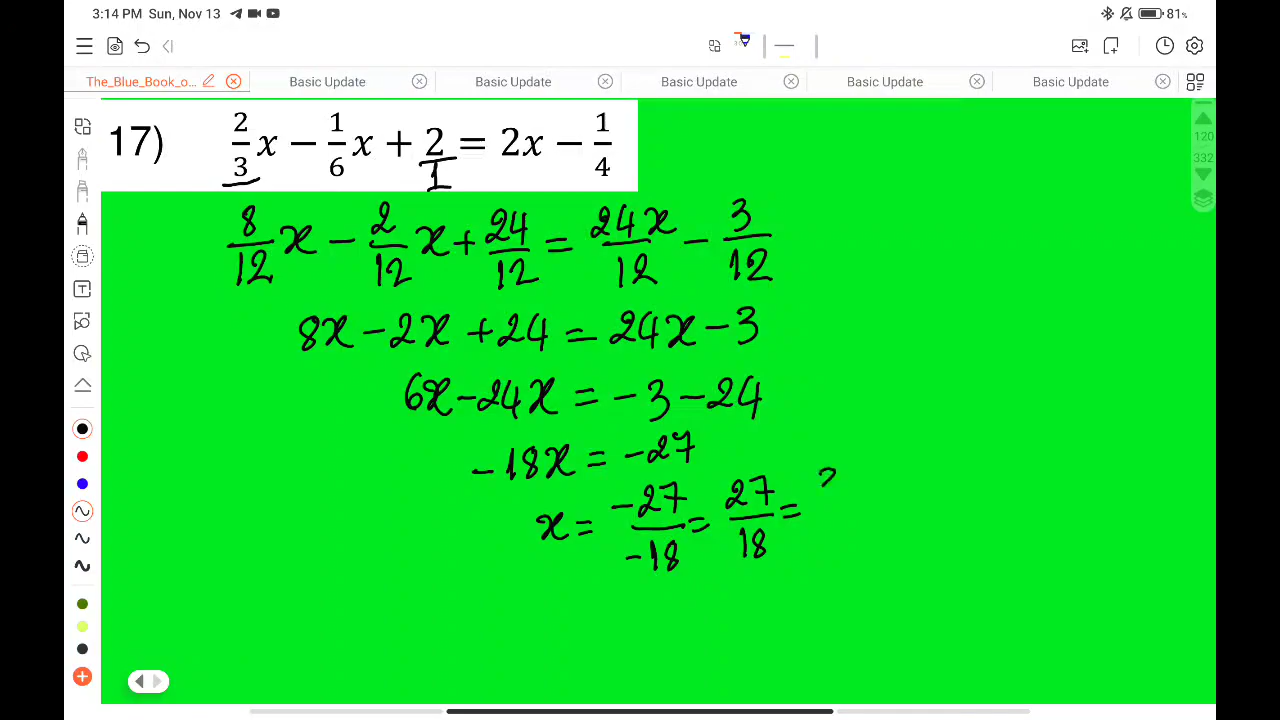 3:14 PM Sun, Nov 13 81%
The_Blue_Book_o... Basic Update Basic Update Basic Update Basic Update Basic Update
120
332
17) 2/3 x − 1/6 x + 2/1 = 2x − 1/4
8/12 x − 2/12 x + 24/12 = 24x/12 − 3/12
8x − 2x + 24 = 24x − 3
6x − 24x = −3 − 24
−18x = −27
x = −27/−18 = 27/18 =